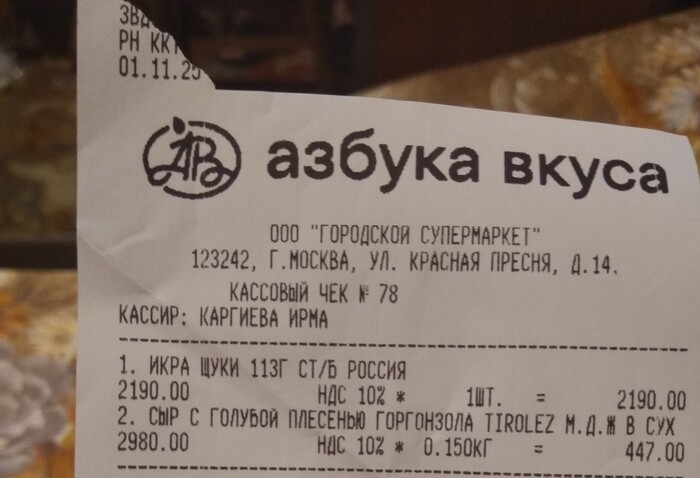 РН ККТ
01.11.25
АВ
азбука вкуса
ООО "ГОРОДСКОЙ СУПЕРМАРКЕТ"
123242, Г.МОСКВА, УЛ. КРАСНАЯ ПРЕСНЯ, Д.14.
КАССОВЫЙ ЧЕК № 78
КАССИР: КАРГИЕВА ИРМА
1. ИКРА ЩУКИ 113Г СТ/Б РОССИЯ
2190.00 НДС 10% * 1ШТ. = 2190.00
2. СЫР С ГОЛУБОЙ ПЛЕСЕНЬЮ ГОРГОНЗОЛА TIROLEZ М.Д.Ж В СУХ
2980.00 НДС 10% * 0.150КГ = 447.00